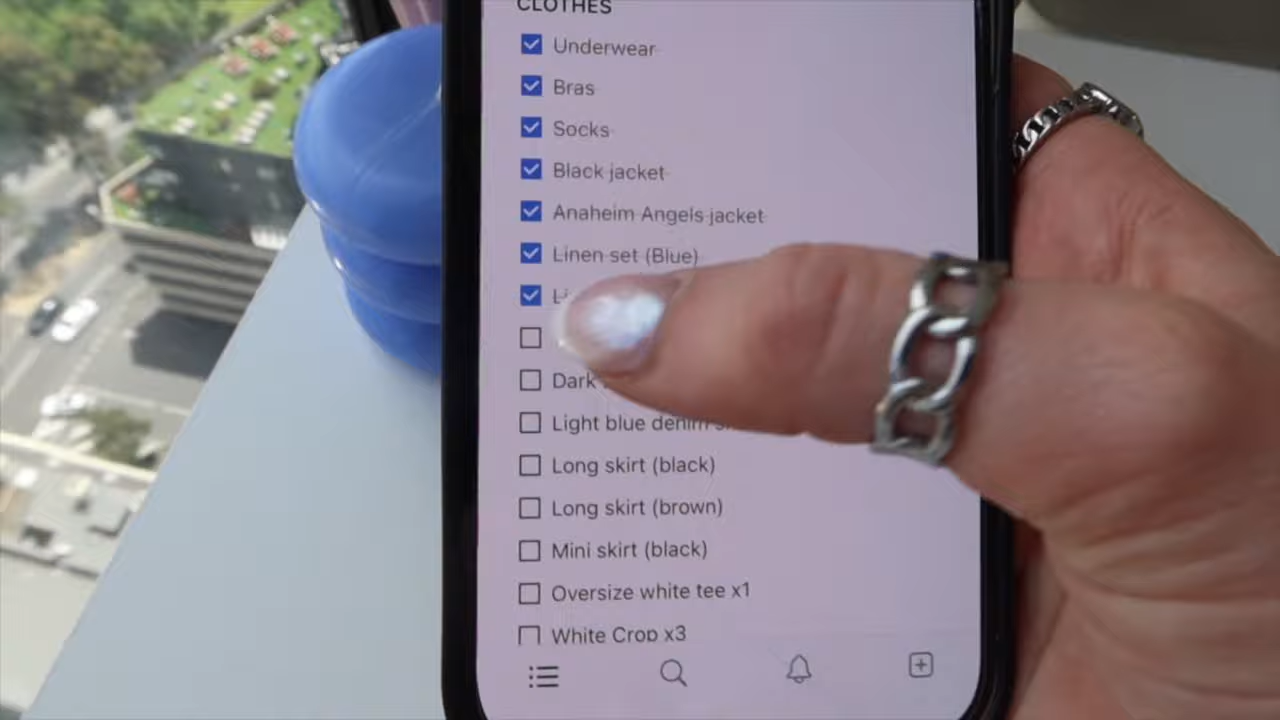 CLOTHES
Underwear
Bras
Socks
Black jacket
Anaheim Angels jacket
Linen set (Blue)
Dark
Light blue denim
Long skirt (black)
Long skirt (brown)
Mini skirt (black)
Oversize white tee x1
White Crop x3